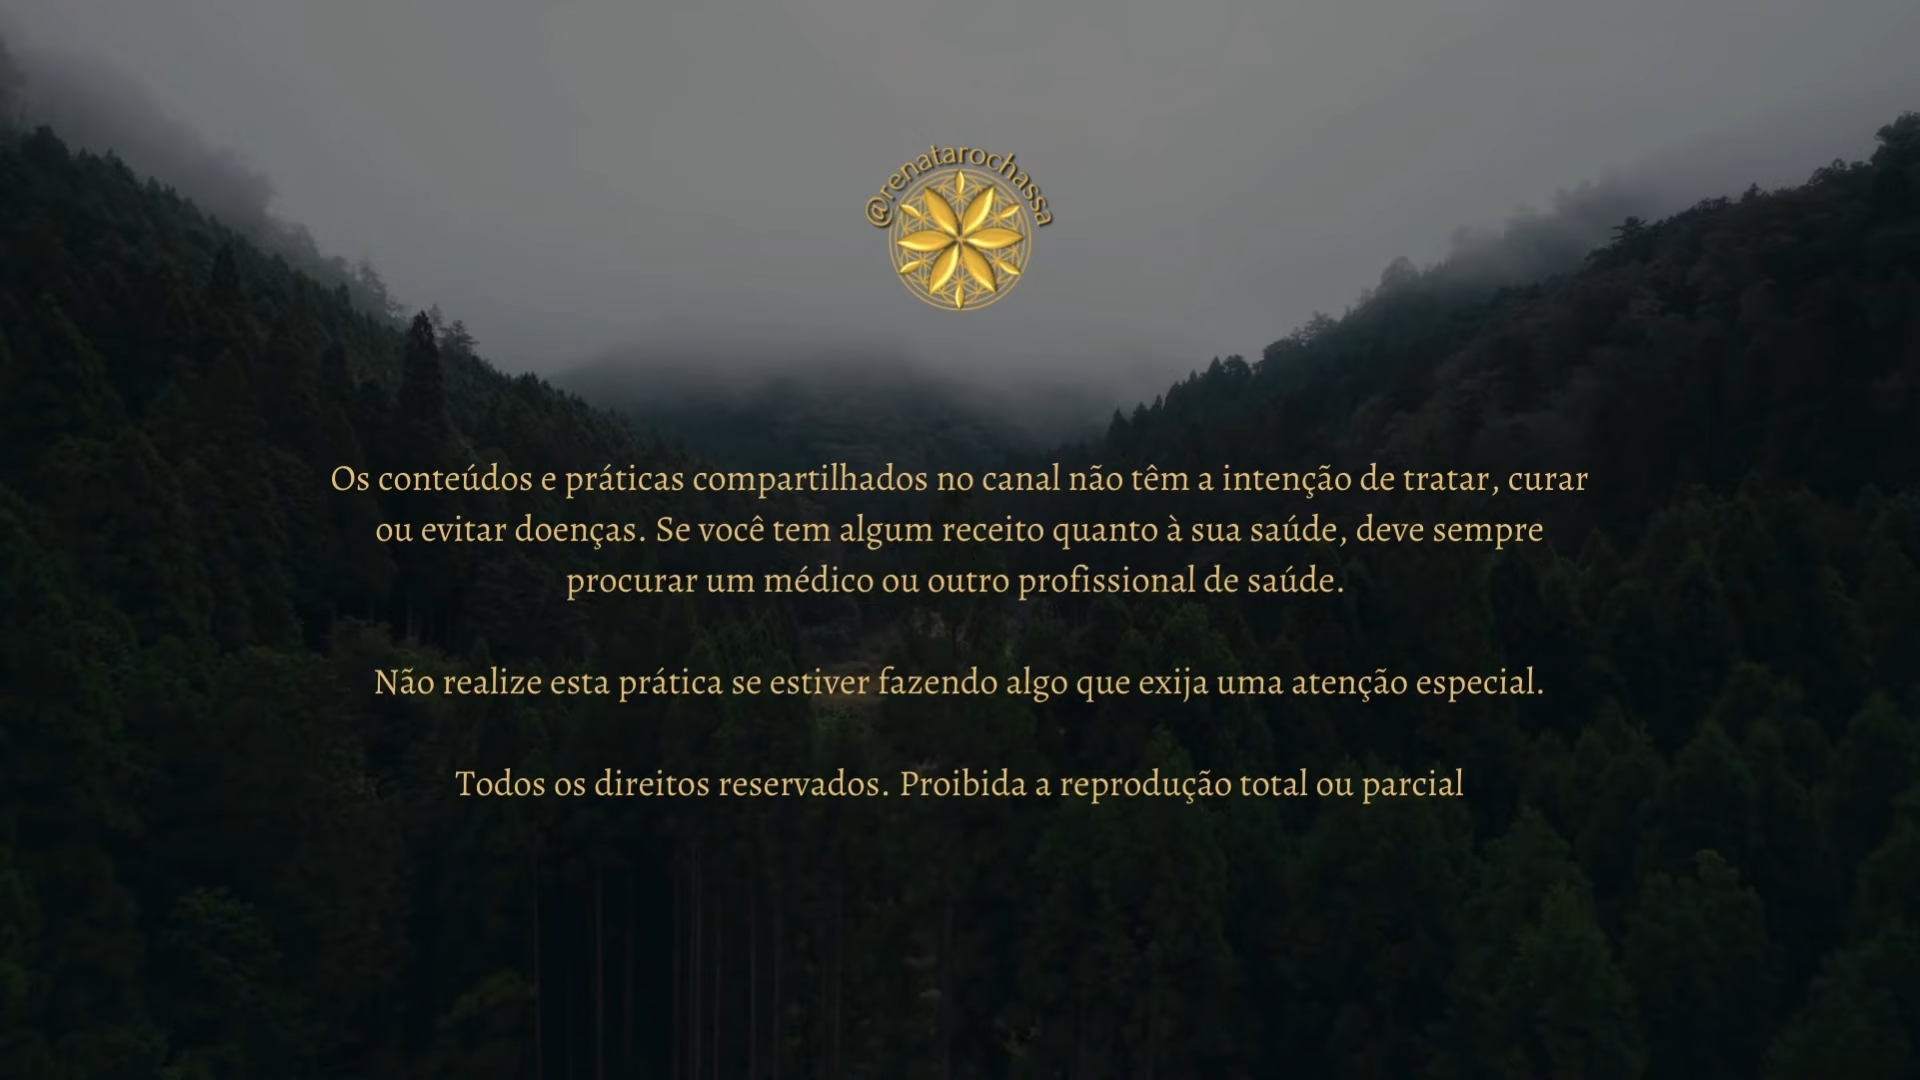 @renatarochassa
Os conteúdos e práticas compartilhados no canal não têm a intenção de tratar, curar
ou evitar doenças. Se você tem algum receito quanto à sua saúde, deve sempre
procurar um médico ou outro profissional de saúde.
Não realize esta prática se estiver fazendo algo que exija uma atenção especial.
Todos os direitos reservados. Proibida a reprodução total ou parcial